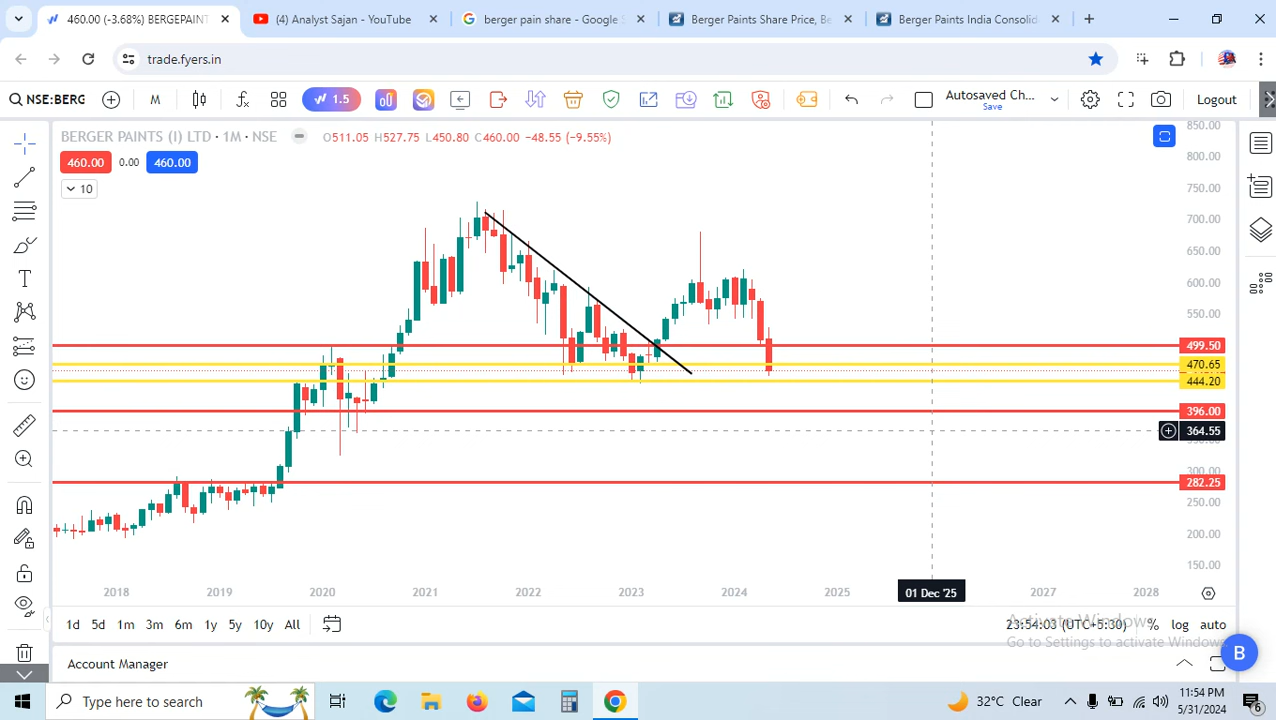 460.00 (-3.68%) BERGEPAINT
(4) Analyst Sajan - YouTube
berger pain share - Google S
Berger Paints Share Price, Be
Berger Paints India Consolid
trade.fyers.in
NSE:BERG
M
1.5
Autosaved Ch...
Save
Logout
BERGER PAINTS (I) LTD · 1M · NSE
O511.05 H527.75 L450.80 C460.00 -48.55 (-9.55%)
460.00 0.00 460.00
10
850.00
800.00
750.00
700.00
650.00
600.00
550.00
499.50
470.65
444.20
396.00
364.55
300.00
282.25
250.00
200.00
150.00
2018 2019 2020 2021 2022 2023 2024 2025 01 Dec '25 2027 2028
1d 5d 1m 3m 6m 1y 5y 10y All
23:54:03 (UTC+5:30) % log auto
Activate Windows
Go to Settings to activate Windows.
Account Manager
B
Type here to search
32°C Clear
11:54 PM
5/31/2024
6